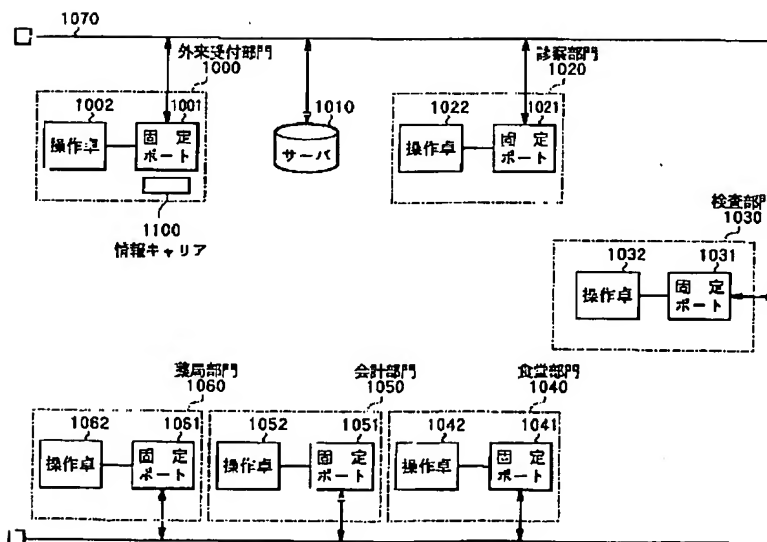 1070
外来受付部門
1000
1002
1001
操作卓
固定
ポート
1100
情報キャリア
1010
サーバ
診察部門
1020
1022
1021
操作卓
固定
ポート
検査部門
1030
1032
1031
操作卓
固定
ポート
薬局部門
1060
1062
1061
操作卓
固定
ポート
会計部門
1050
1052
1051
操作卓
固定
ポート
食堂部門
1040
1042
1041
操作卓
固定
ポート